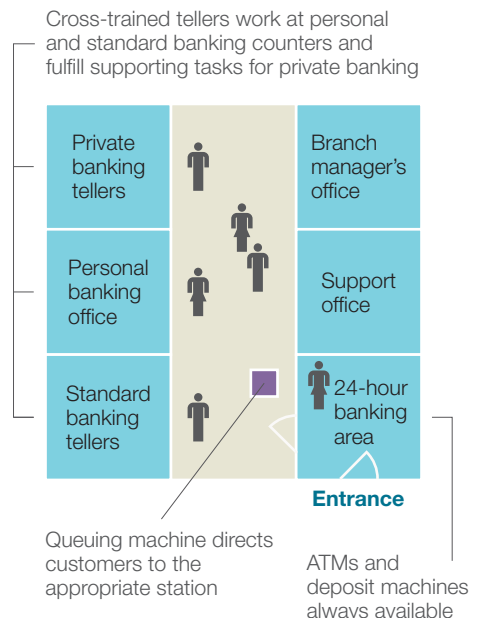 Cross-trained tellers work at personal
and standard banking counters and
fulfill supporting tasks for private banking
Private
banking
tellers
Branch
manager's
office
Personal
banking
office
Support
office
Standard
banking
tellers
24-hour
banking
area
Entrance
Queuing machine directs
customers to the
appropriate station
ATMs and
deposit machines
always available